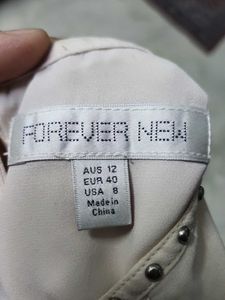 FOREVER NEW
AUS 12
EUR 40
USA 8
Made in
China